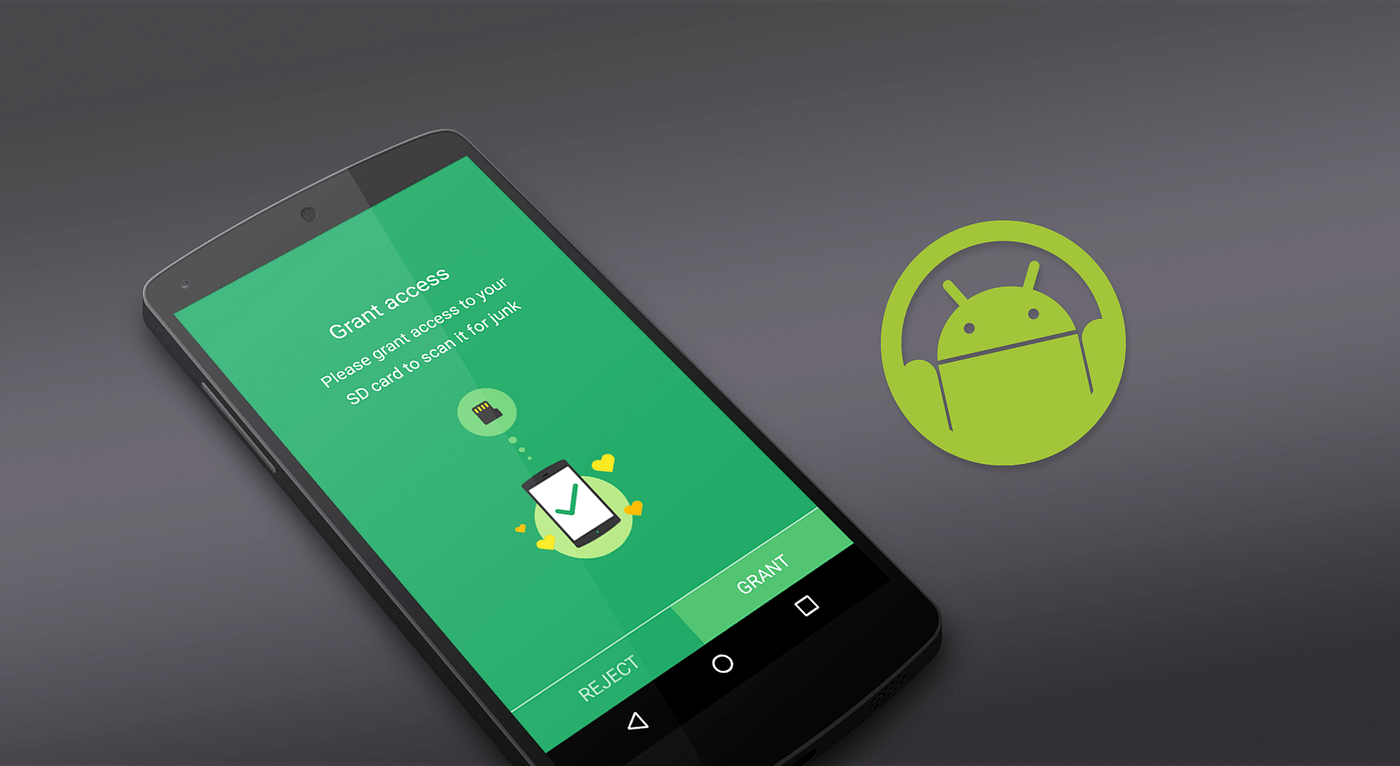 Grant access
Please grant access to your
SD card to scan it for junk
REJECT
GRANT